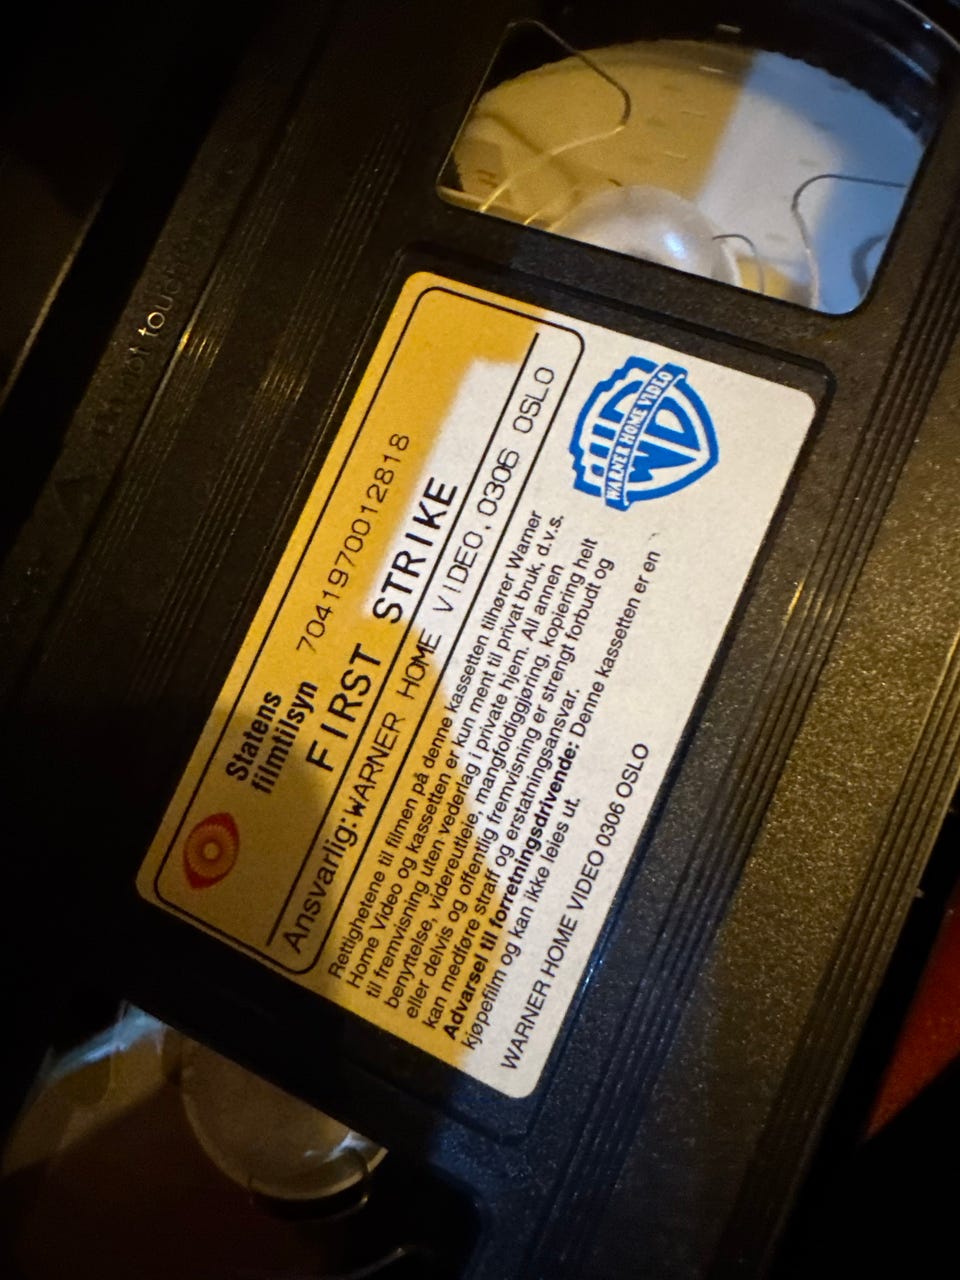 Do not touch
Statens
filmtilsyn
7041970012818
FIRST STRIKE
Ansvarlig: WARNER HOME VIDEO, 0306 OSLO
WARNER HOME VIDEO
Rettighetene til filmen på denne kassetten tilhører Warner
Home Video og kassetten er kun ment til privat bruk, d.v.s.
til fremvisning uten vederlag i private hjem. All annen
benyttelse, videreutleie, mangfoldiggjøring, kopiering helt
eller delvis og offentlig fremvisning er strengt forbudt og
kan medføre straff og erstatningsansvar.
Advarsel til forretningsdrivende: Denne kassetten er en
kjøpefilm og kan ikke leies ut.
WARNER HOME VIDEO 0306 OSLO